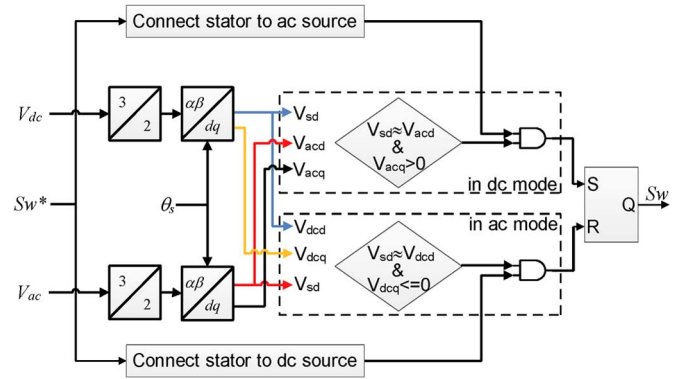 Connect stator to ac source
V_dc
3
2
αβ
dq
V_sd
V_acd
V_acq
V_sd≈V_acd
&
V_acq>0
in dc mode
Sw*
θ_s
S
R
Q
Sw
in ac mode
V_dcd
V_dcq
V_sd
V_sd≈V_dcd
&
V_dcq<=0
V_ac
3
2
αβ
dq
Connect stator to dc source